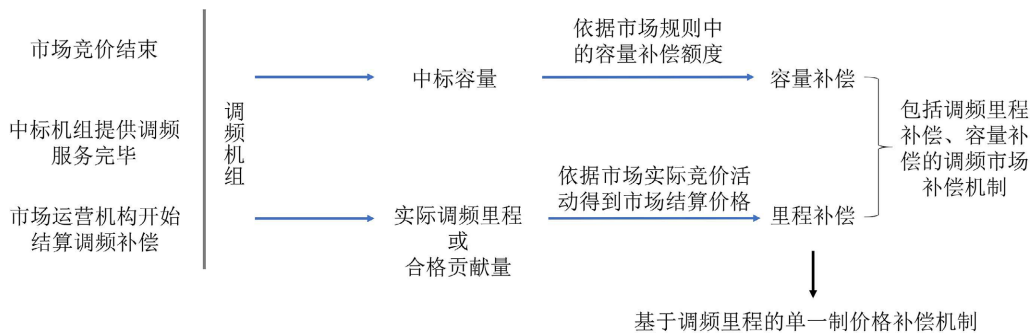 市场竞价结束
中标机组提供调频
服务完毕
市场运营机构开始
结算调频补偿
调
频
机
组
中标容量
依据市场规则中
的容量补偿额度
容量补偿
实际调频里程
或
合格贡献量
依据市场实际竞价活
动得到市场结算价格
里程补偿
包括调频里程
补偿、容量补
偿的调频市场
补偿机制
基于调频里程的单一制价格补偿机制